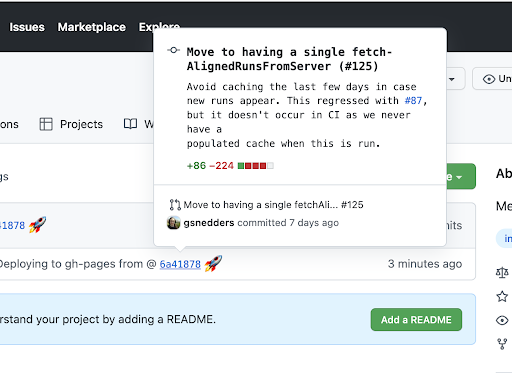 Issues Marketplace Explore
Move to having a single fetch-
AlignedRunsFromServer (#125)
Avoid caching the last few days in case
new runs appear. This regressed with #87,
but it doesn't occur in CI as we never
have a
populated cache when this is run.
+86 −224
Move to having a single fetchAli... #125
gsnedders committed 7 days ago
ons Projects W
gs
41878 🚀
Deploying to gh-pages from @ 6a41878 🚀 3 minutes ago
rstand your project by adding a README. Add a README
Un
Ab
Me
in